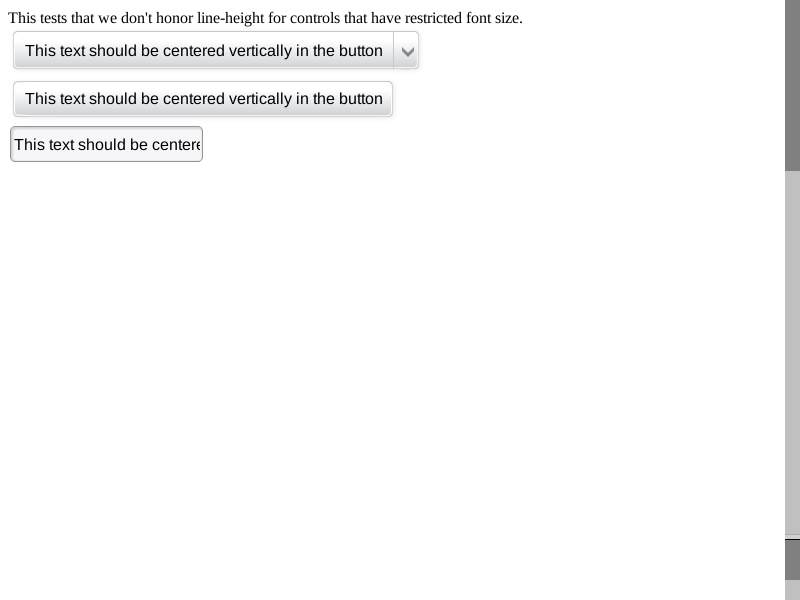 This tests that we don't honor line-height for controls that have restricted font size.
This text should be centered vertically in the button
This text should be centered vertically in the button
This text should be centere